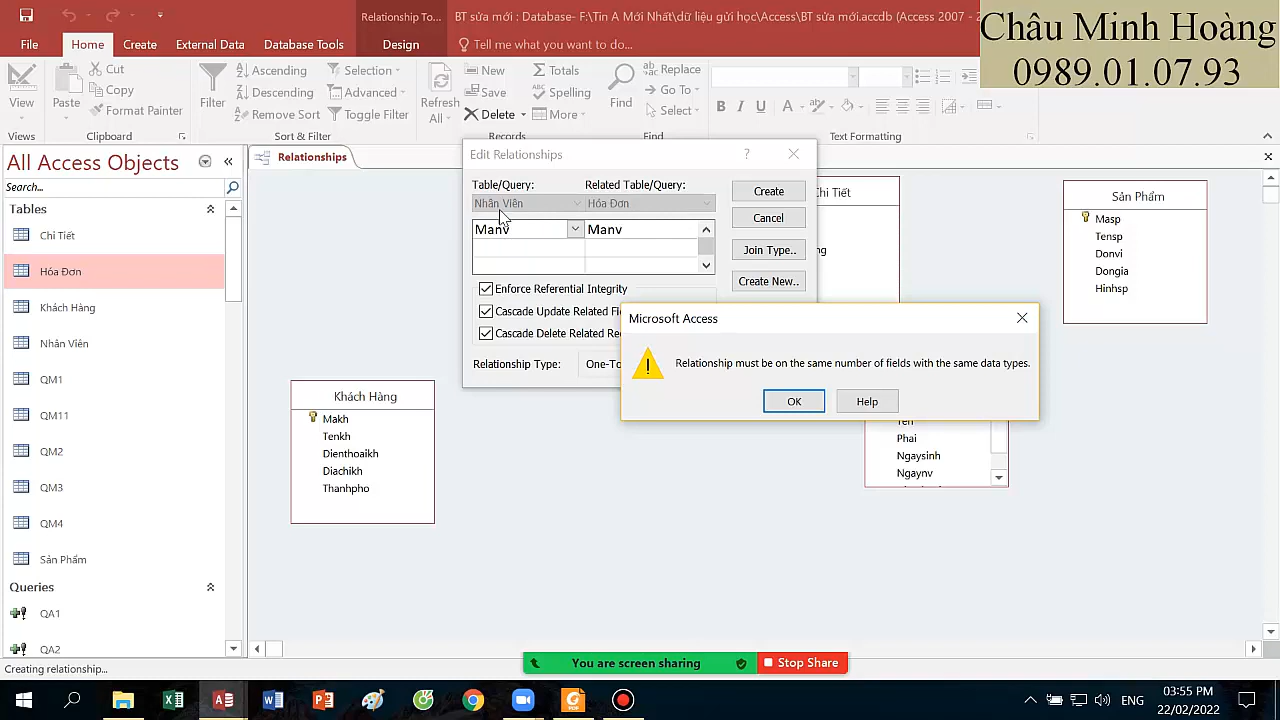 Relationship To...
BT sửa mới : Database- F:\Tin A Mới Nhất\dữ liệu gửi học\Access\BT sửa mới.accdb (Access 2007 - 2
Châu Minh Hoàng
0989.01.07.93
File
Home
Create
External Data
Database Tools
Design
Tell me what you want to do...
View
Views
Paste
Cut
Copy
Format Painter
Clipboard
Filter
Ascending
Descending
Remove Sort
Selection
Advanced
Toggle Filter
Sort & Filter
Refresh
All
New
Save
Delete
Totals
Spelling
More
Records
Find
Replace
Go To
Select
Find
B I U A
Text Formatting
All Access Objects
Search...
Tables
Chi Tiết
Hóa Đơn
Khách Hàng
Nhân Viên
QM1
QM11
QM2
QM3
QM4
Sản Phẩm
Queries
QA1
QA2
Relationships
Edit Relationships
?
Table/Query:
Related Table/Query:
Nhân Viên
Hóa Đơn
Manv
Manv
Create
Cancel
Join Type..
Create New..
Enforce Referential Integrity
Cascade Update Related Fi
Cascade Delete Related Re
Relationship Type:
One-To
Chi Tiết
ng
Sản Phẩm
Masp
Tensp
Donvi
Dongia
Hinhsp
Microsoft Access
Relationship must be on the same number of fields with the same data types.
OK
Help
Khách Hàng
Makh
Tenkh
Dienthoaikh
Diachikh
Thanhpho
Ten
Phai
Ngaysinh
Ngaynv
Creating relationship...
You are screen sharing
Stop Share
ENG
03:55 PM
22/02/2022